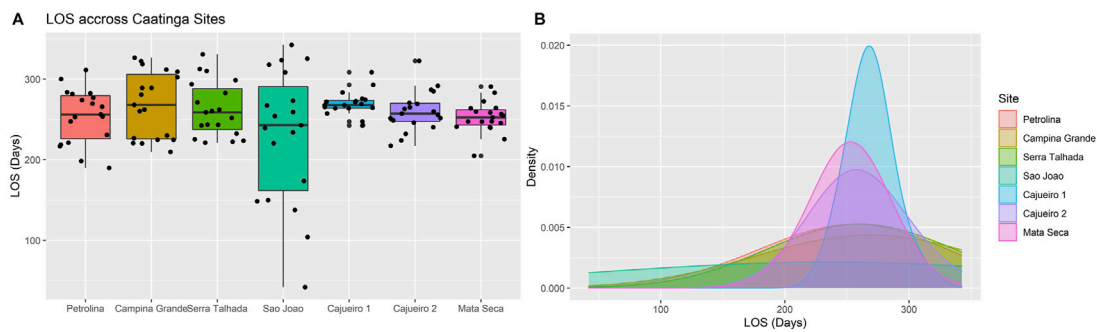 A
LOS accross Caatinga Sites
LOS (Days)
300
200
100
Petrolina
Campina Grande
Serra Talhada
Sao Joao
Cajueiro 1
Cajueiro 2
Mata Seca
B
Density
0.020
0.015
0.010
0.005
0.000
100
200
300
LOS (Days)
Site
Petrolina
Campina Grande
Serra Talhada
Sao Joao
Cajueiro 1
Cajueiro 2
Mata Seca